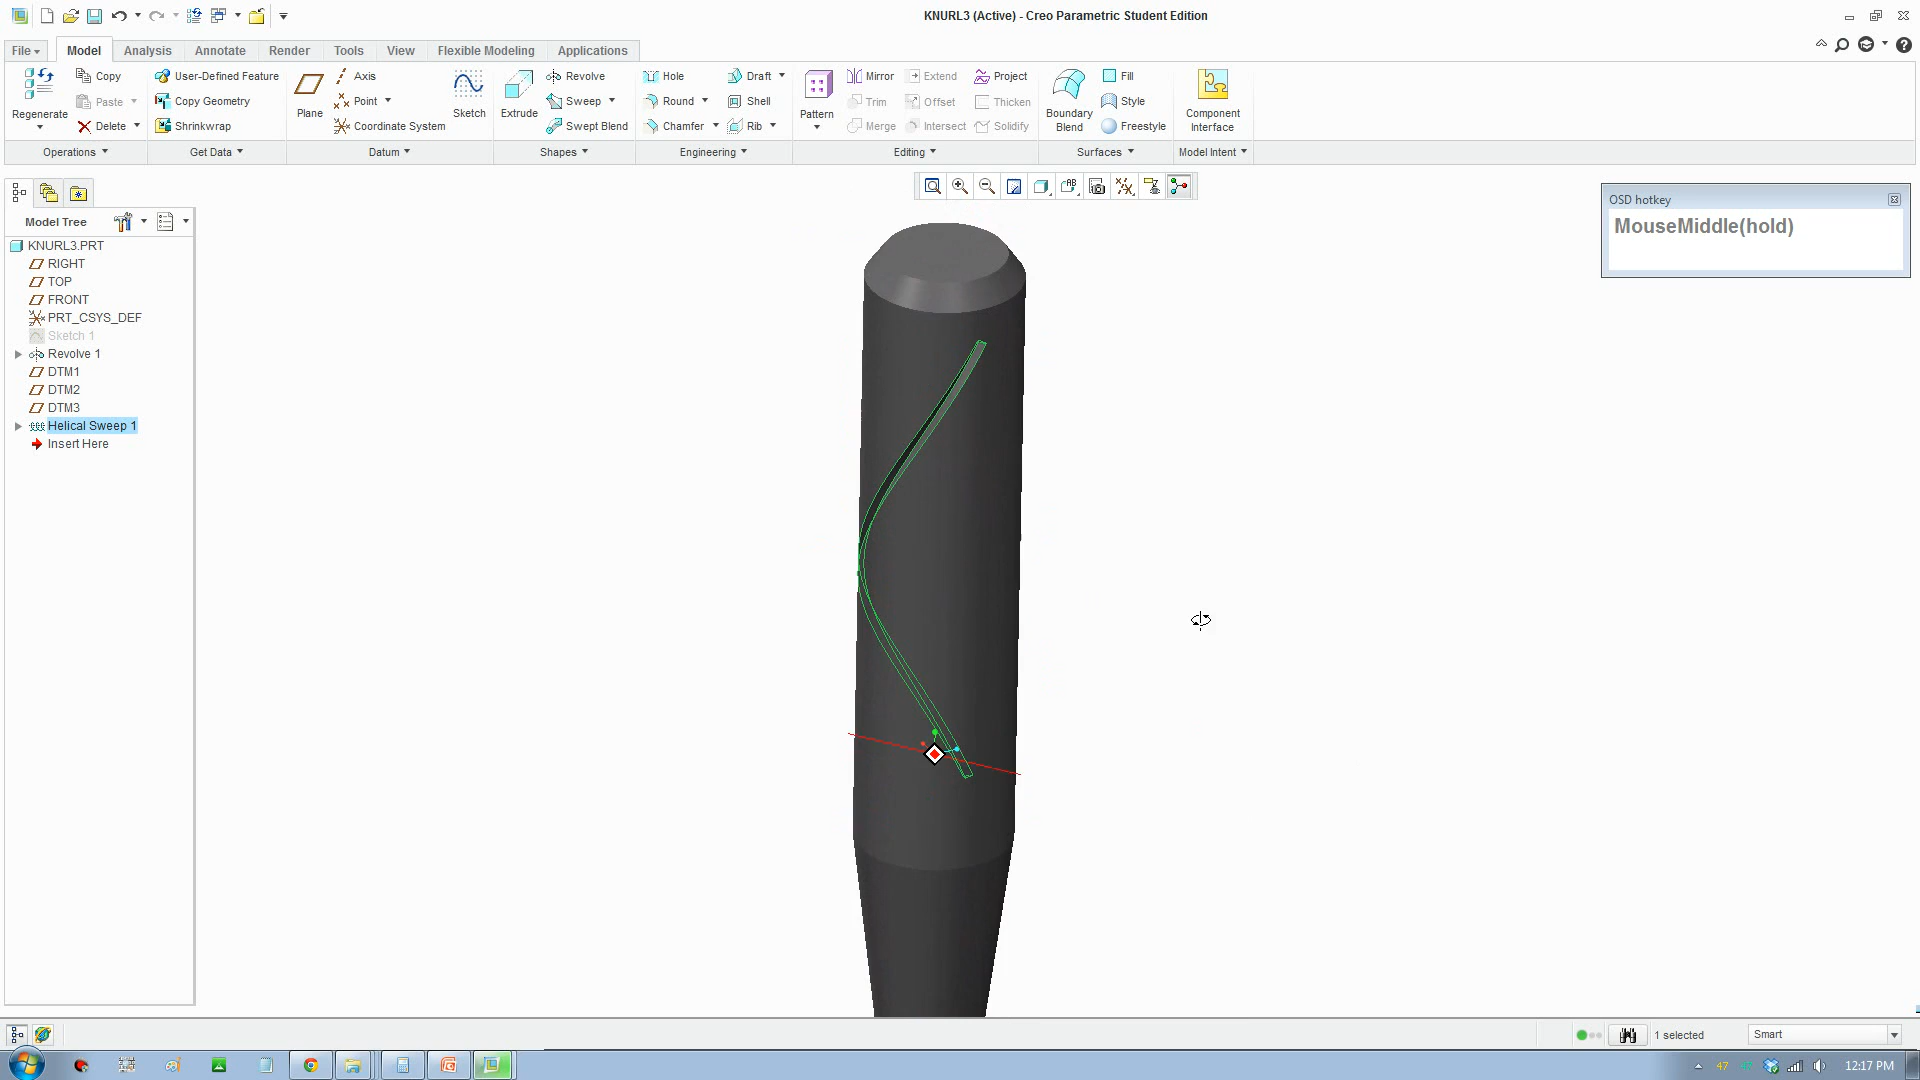 KNURL3 (Active) - Creo Parametric Student Edition
File Model Analysis Annotate Render Tools View Flexible Modeling Applications
Regenerate
Copy
Paste
Delete
Operations
User-Defined Feature
Copy Geometry
Shrinkwrap
Get Data
Plane
Axis
Point
Coordinate System
Sketch
Datum
Extrude
Revolve
Sweep
Swept Blend
Shapes
Hole
Round
Chamfer
Draft
Shell
Rib
Engineering
Pattern
Mirror
Trim
Merge
Extend
Offset
Intersect
Project
Thicken
Solidify
Editing
Boundary
Blend
Fill
Style
Freestyle
Surfaces
Component
Interface
Model Intent
Model Tree
KNURL3.PRT
RIGHT
TOP
FRONT
PRT_CSYS_DEF
Sketch 1
Revolve 1
DTM1
DTM2
DTM3
Helical Sweep 1
Insert Here
OSD hotkey
MouseMiddle(hold)
1 selected
Smart
47
12:17 PM